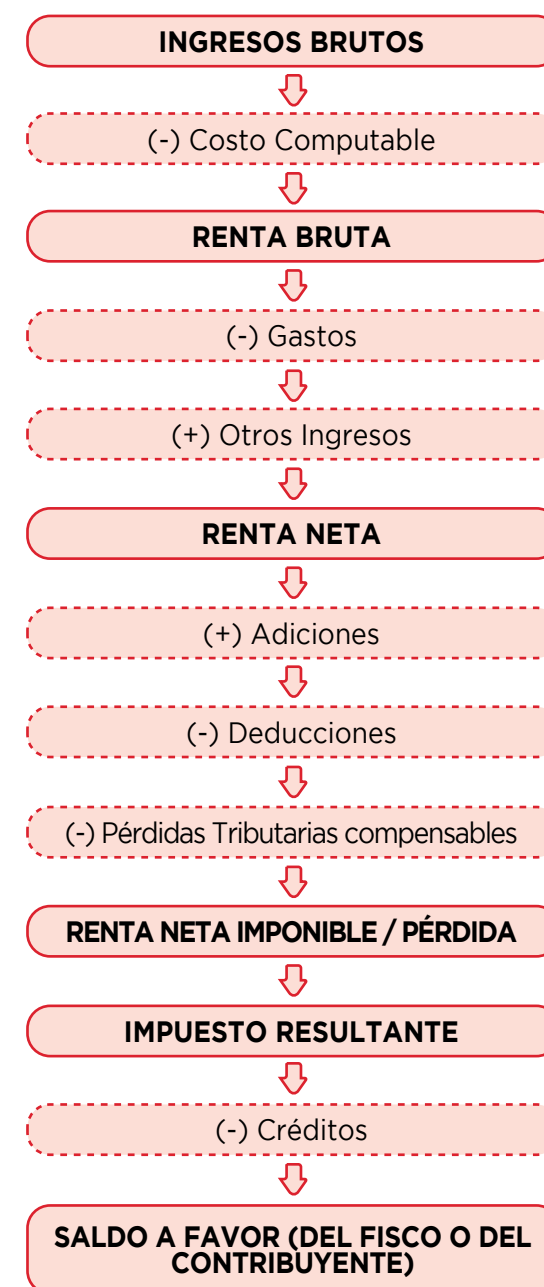 INGRESOS BRUTOS
(-) Costo Computable
RENTA BRUTA
(-) Gastos
(+) Otros Ingresos
RENTA NETA
(+) Adiciones
(-) Deducciones
(-) Pérdidas Tributarias compensables
RENTA NETA IMPONIBLE / PÉRDIDA
IMPUESTO RESULTANTE
(-) Créditos
SALDO A FAVOR (DEL FISCO O DEL
CONTRIBUYENTE)